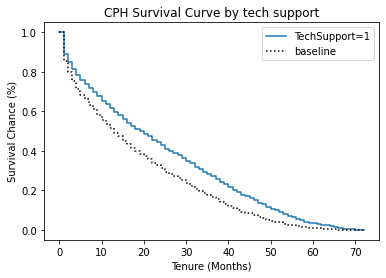 CPH Survival Curve by tech support
TechSupport=1
baseline
Survival Chance (%)
1.0
0.8
0.6
0.4
0.2
0.0
0 10 20 30 40 50 60 70
Tenure (Months)